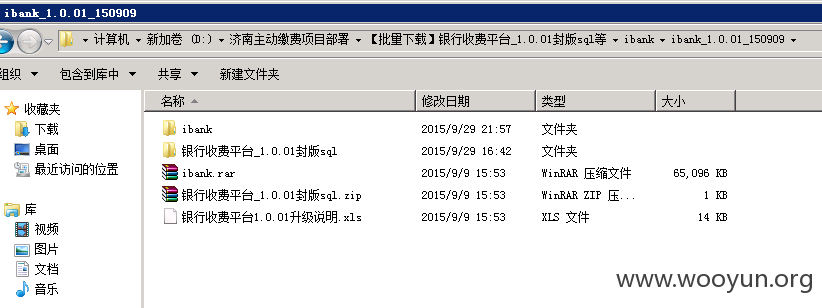 ibank_1.0.01_150909
计算机 新加卷 (D:) 济南主动缴费项目部署 【批量下载】银行收费平台_1.0.01封版sql等 ibank ibank_1.0.01_150909
组织 包含到库中 共享 新建文件夹
收藏夹
下载
桌面
最近访问的位置
库
视频
图片
文档
音乐
名称 修改日期 类型 大小
ibank 2015/9/29 21:57 文件夹
银行收费平台_1.0.01封版sql 2015/9/29 16:42 文件夹
ibank.rar 2015/9/9 15:53 WinRAR 压缩文件 65,096 KB
银行收费平台_1.0.01封版sql.zip 2015/9/9 15:53 WinRAR ZIP 压... 1 KB
银行收费平台1.0.01升级说明.xls 2015/9/9 15:53 XLS 文件 14 KB
www.wooyun.org